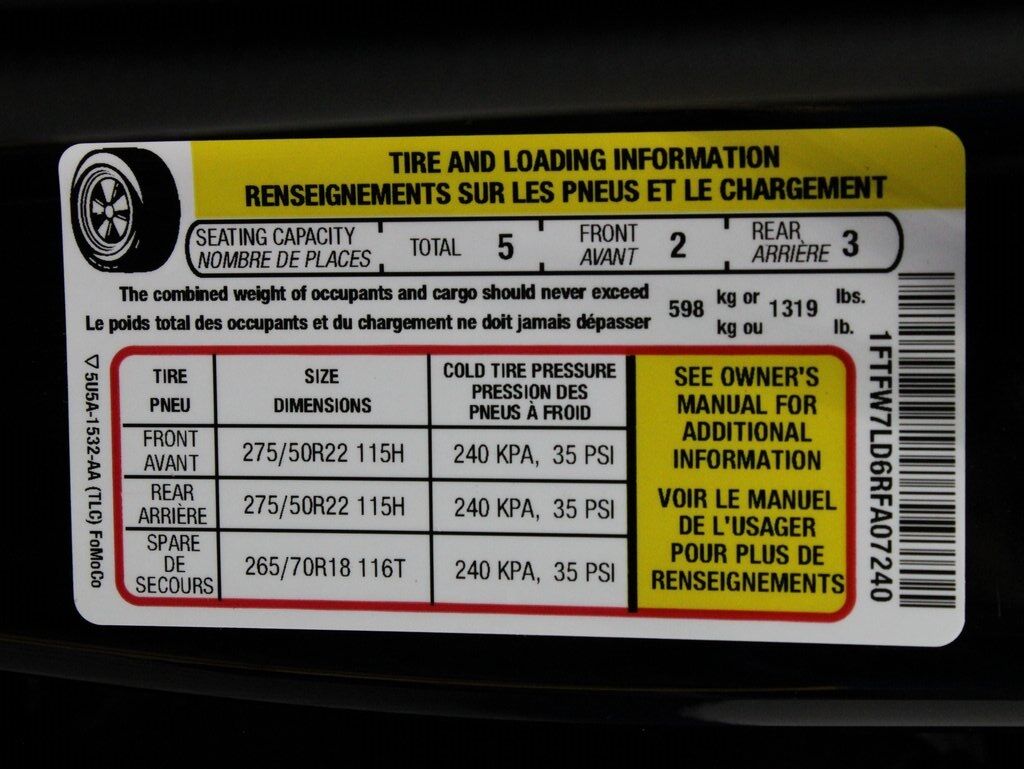 TIRE AND LOADING INFORMATION
RENSEIGNEMENTS SUR LES PNEUS ET LE CHARGEMENT
SEATING CAPACITY
NOMBRE DE PLACES
TOTAL 5
FRONT
AVANT
2
REAR
ARRIÈRE
3
The combined weight of occupants and cargo should never exceed
Le poids total des occupants et du chargement ne doit jamais dépasser
598
kg or
kg ou
1319
lbs.
lb.
TIRE
PNEU
SIZE
DIMENSIONS
COLD TIRE PRESSURE
PRESSION DES
PNEUS À FROID
FRONT
AVANT
275/50R22 115H
240 KPA, 35 PSI
REAR
ARRIÈRE
275/50R22 115H
240 KPA, 35 PSI
SPARE
DE
SECOURS
265/70R18 116T
240 KPA, 35 PSI
SEE OWNER'S
MANUAL FOR
ADDITIONAL
INFORMATION
VOIR LE MANUEL
DE L'USAGER
POUR PLUS DE
RENSEIGNEMENTS
5U5A-1532-AA (TLC) FoMoCo
1FTFW7LD6RFA07240